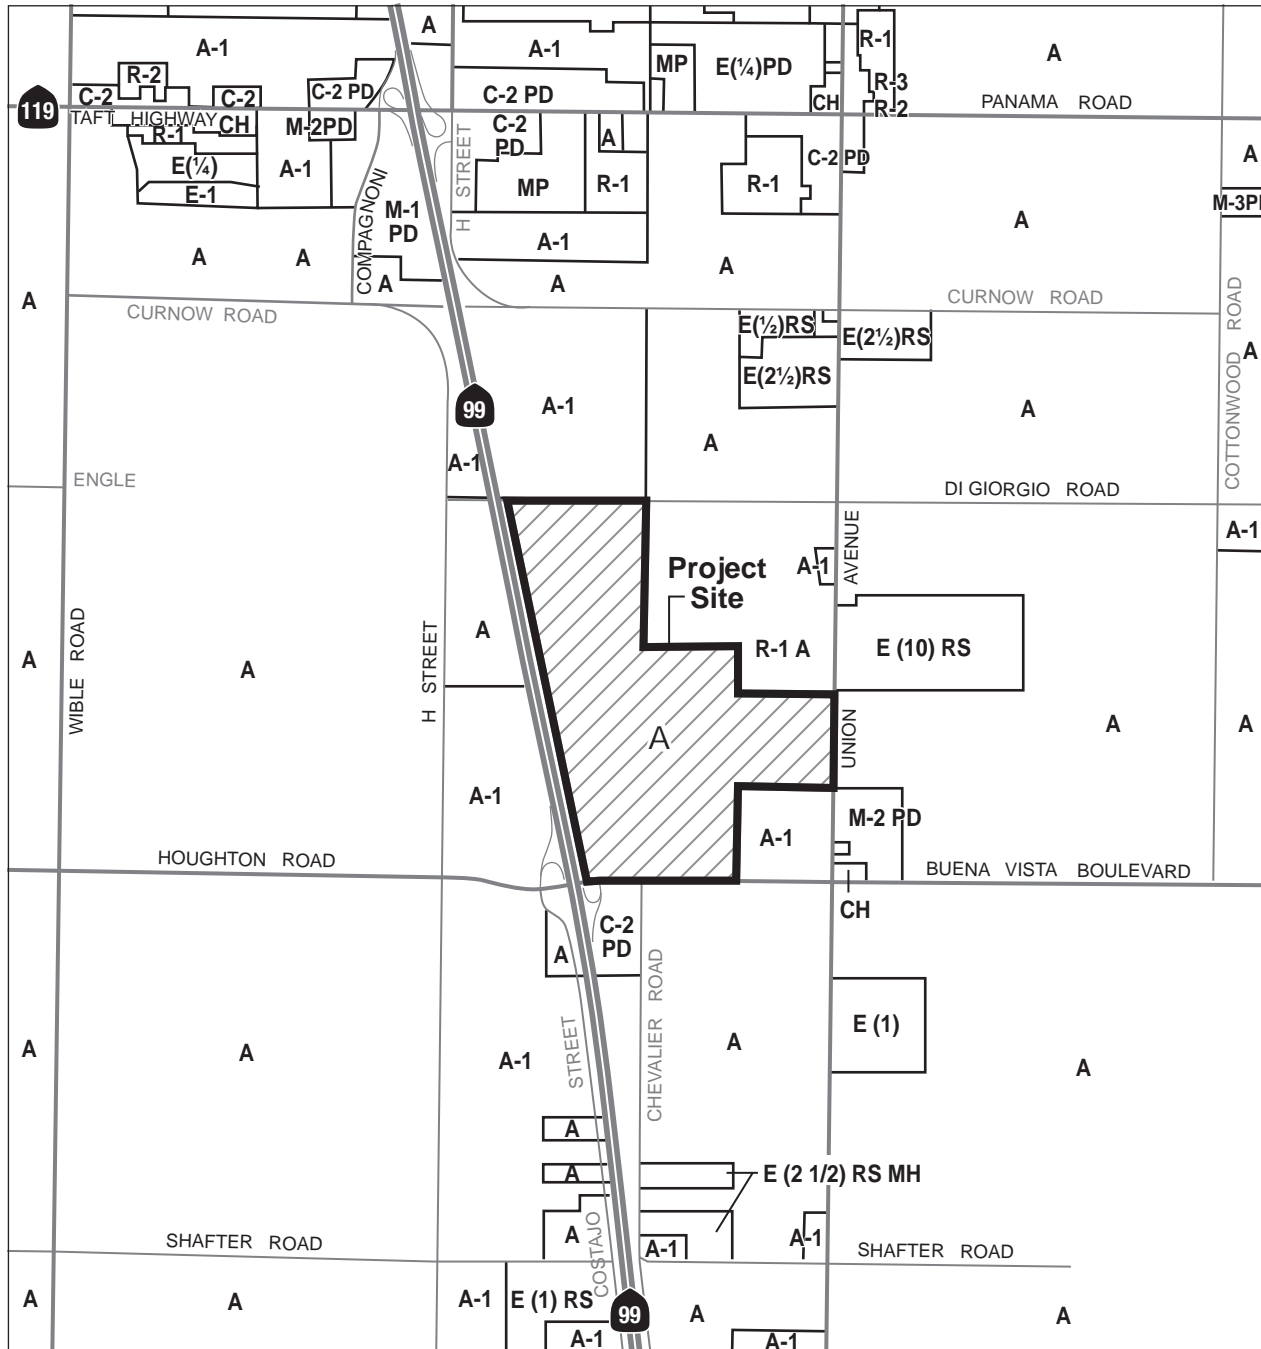 A
A-1
A-1
R-1
A
MP
E(¼)PD
R-2
C-2
C-2
C-2 PD
C-2 PD
R-3
R-2
CH
119
TAFT HIGHWAY
PANAMA ROAD
R-1
CH
M-2PD
C-2
PD
A
C-2 PD
A
E(¼)
A-1
MP
R-1
R-1
E-1
M-1
PD
H STREET
COMPAGNONI
M-3P
A
A-1
A
A
A
A
A
A
CURNOW ROAD
CURNOW ROAD
COTTONWOOD ROAD
E(½)RS
E(2½)RS
E(2½)RS
A
99
A-1
A
A
A-1
ENGLE
DI GIORGIO ROAD
A-1
AVENUE
A-1
Project
Site
A
A
A
R-1 A
E (10) RS
WIBLE ROAD
H STREET
A
UNION
A
A
A-1
A-1
M-2 PD
HOUGHTON ROAD
BUENA VISTA BOULEVARD
CH
C-2
PD
A
CHEVALIER ROAD
E (1)
A
A
A-1
STREET
A
A
A
A
E (2 1/2) RS MH
A
COSTAJO
A-1
A-1
SHAFTER ROAD
SHAFTER ROAD
A
A
A-1
E (1) RS
99
A
A
A-1
A-1